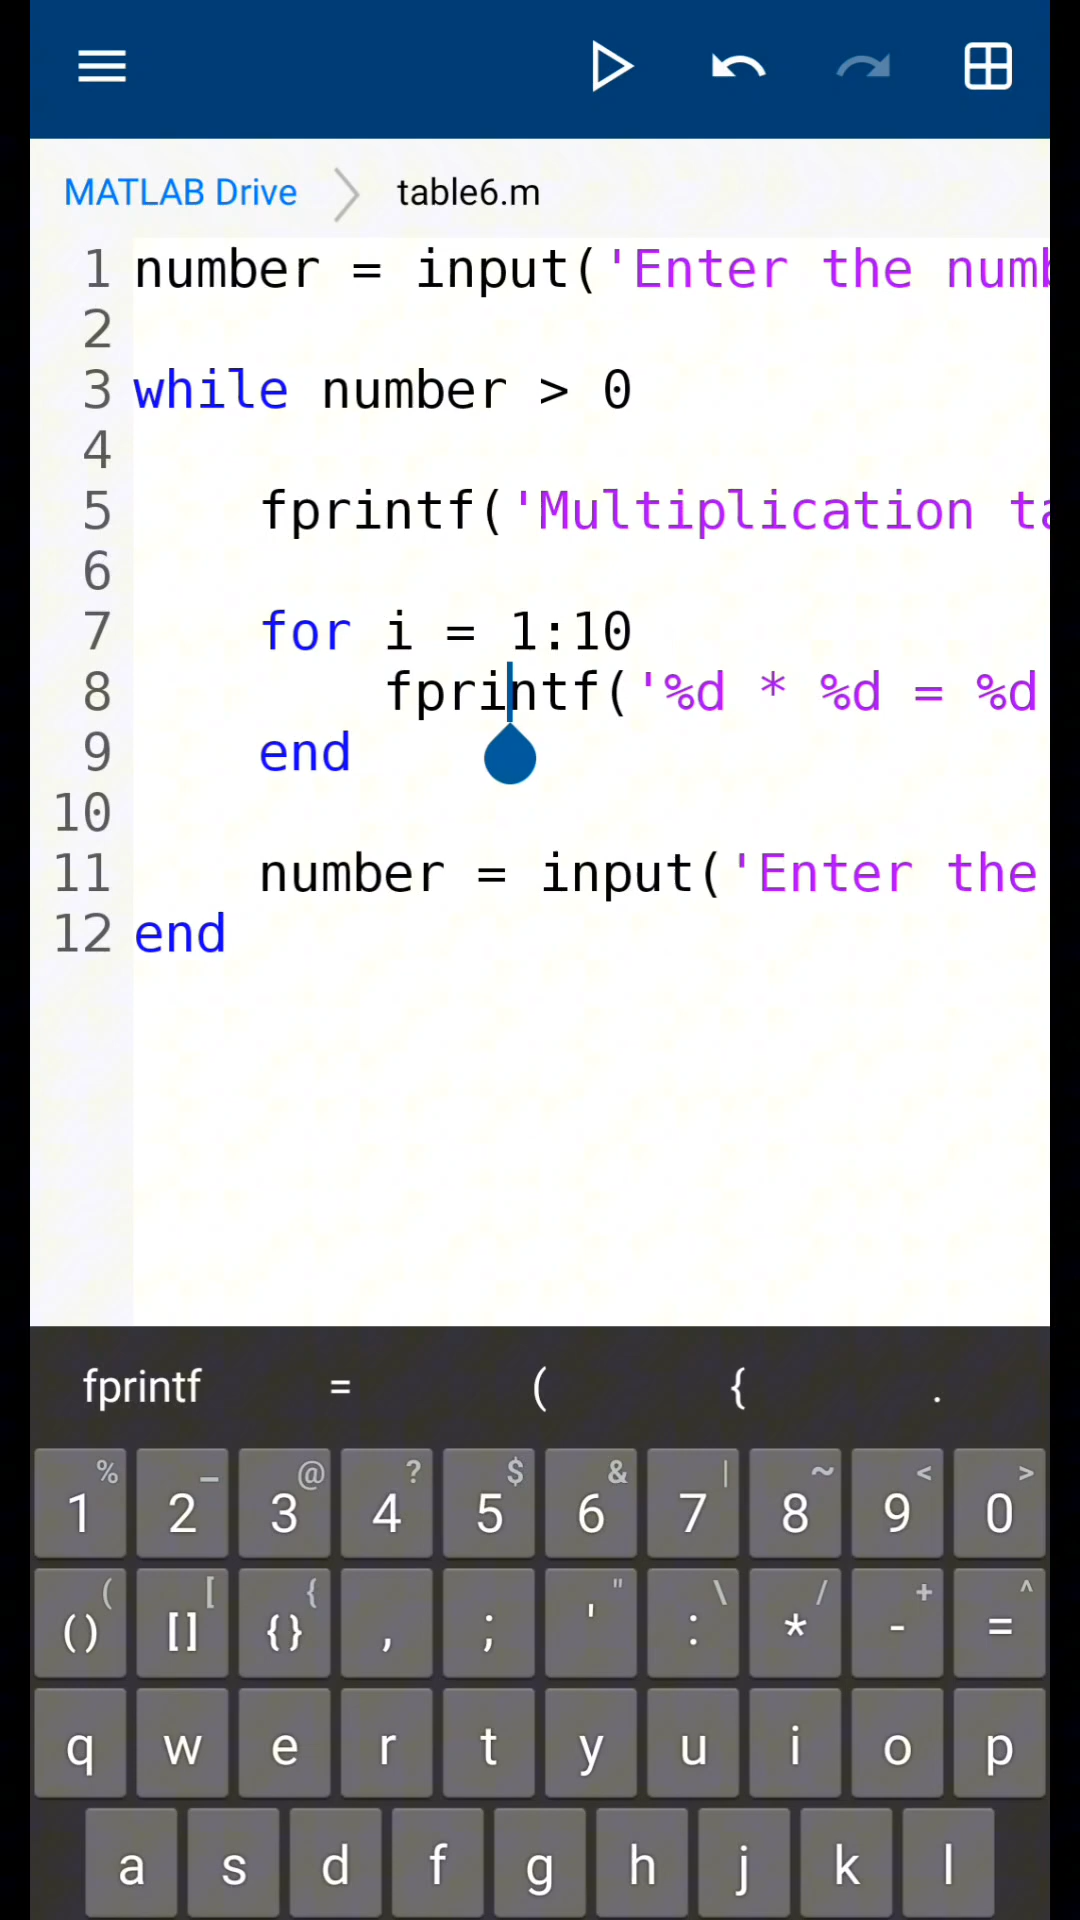 MATLAB Drive > table6.m
1 number = input('Enter the numb
2
3 while number > 0
4
5     fprintf('Multiplication ta
6
7     for i = 1:10
8         fprintf('%d * %d = %d
9     end
10
11     number = input('Enter the
12 end
fprintf = ( { .
% _ @ ? $ & | ~ < >
1 2 3 4 5 6 7 8 9 0
( [ { " \ / + ^
() [] {} , ; ' : * - =
q w e r t y u i o p
a s d f g h j k l